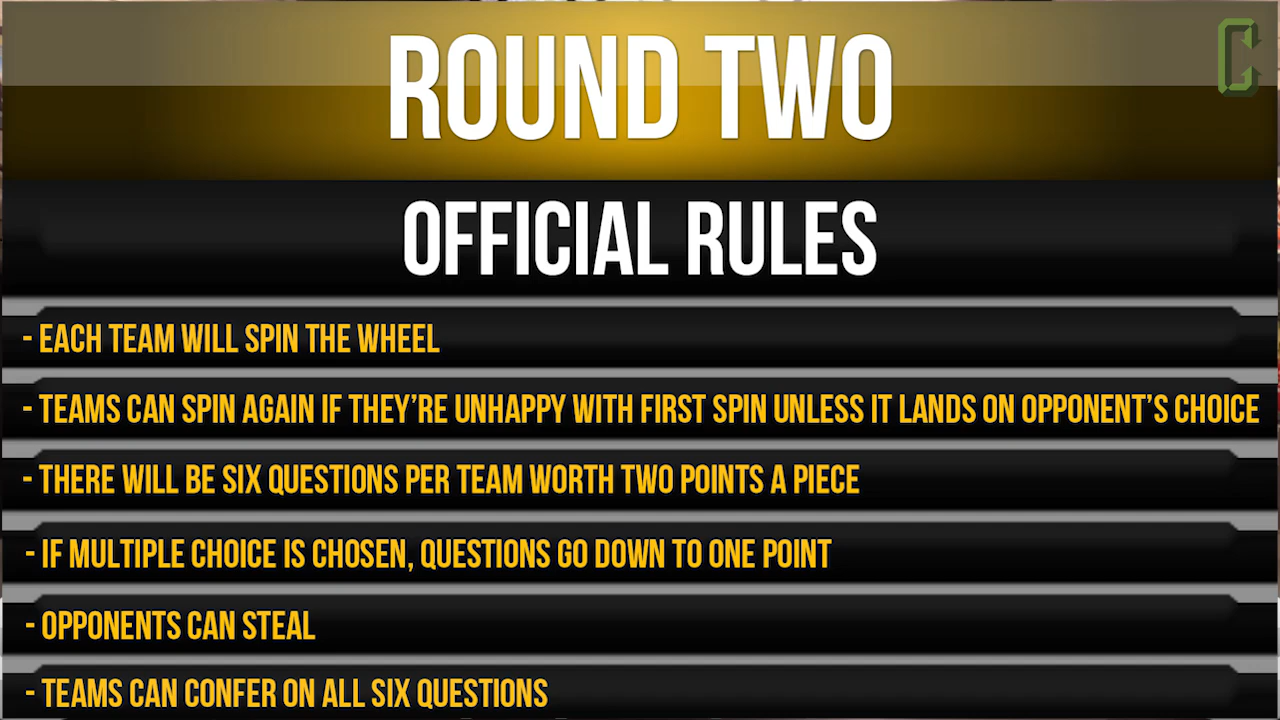 ROUND TWO
OFFICIAL RULES
- EACH TEAM WILL SPIN THE WHEEL
- TEAMS CAN SPIN AGAIN IF THEY'RE UNHAPPY WITH FIRST SPIN UNLESS IT LANDS ON OPPONENT'S CHOICE
- THERE WILL BE SIX QUESTIONS PER TEAM WORTH TWO POINTS A PIECE
- IF MULTIPLE CHOICE IS CHOSEN, QUESTIONS GO DOWN TO ONE POINT
- OPPONENTS CAN STEAL
- TEAMS CAN CONFER ON ALL SIX QUESTIONS